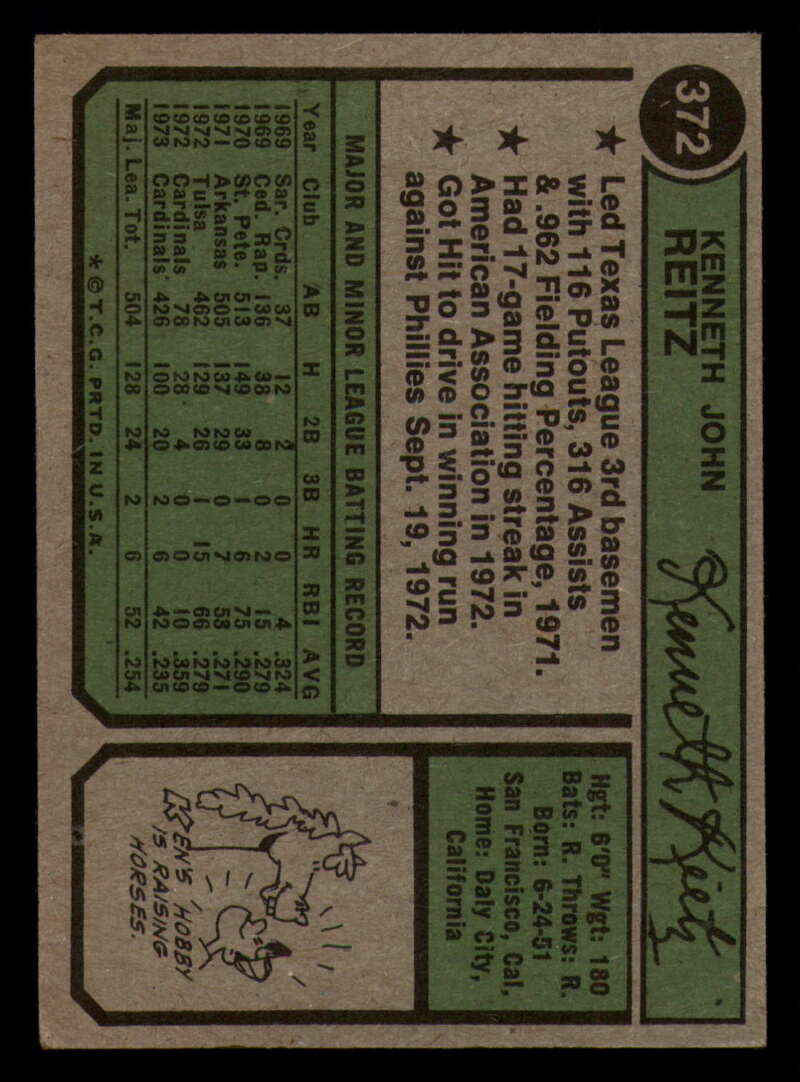 372
KENNETH JOHN
REITZ
Kenneth Reitz
★ Led Texas League 3rd basemen
with 116 Putouts, 316 Assists
& .962 Fielding Percentage, 1971.
★ Had 17-game hitting streak in
American Association in 1972.
★ Got Hit to drive in winning run
against Phillies Sept. 19, 1972.
MAJOR AND MINOR LEAGUE BATTING RECORD
Year Club AB H 2B 3B HR RBI AVG
1969 Sar. Crds. 37 12 2 0 0 4 .324
1969 Ced. Rap. 136 38 8 0 2 15 .279
1970 St. Pete. 513 149 33 1 6 75 .290
1971 Arkansas 505 137 29 0 7 53 .271
1972 Tulsa 462 129 26 1 15 66 .279
1972 Cardinals 78 28 4 0 0 10 .359
1973 Cardinals 426 100 20 2 6 42 .235
Maj. Lea. Tot. 504 128 24 2 6 52 .254
* © T.C.G. PRTD. IN U.S.A.
Hgt: 6'0" Wgt: 180
Bats: R. Throws: R.
Born: 6-24-51
San Francisco, Cal.
Home: Daly City,
California
KEN'S HOBBY
IS RAISING
HORSES.